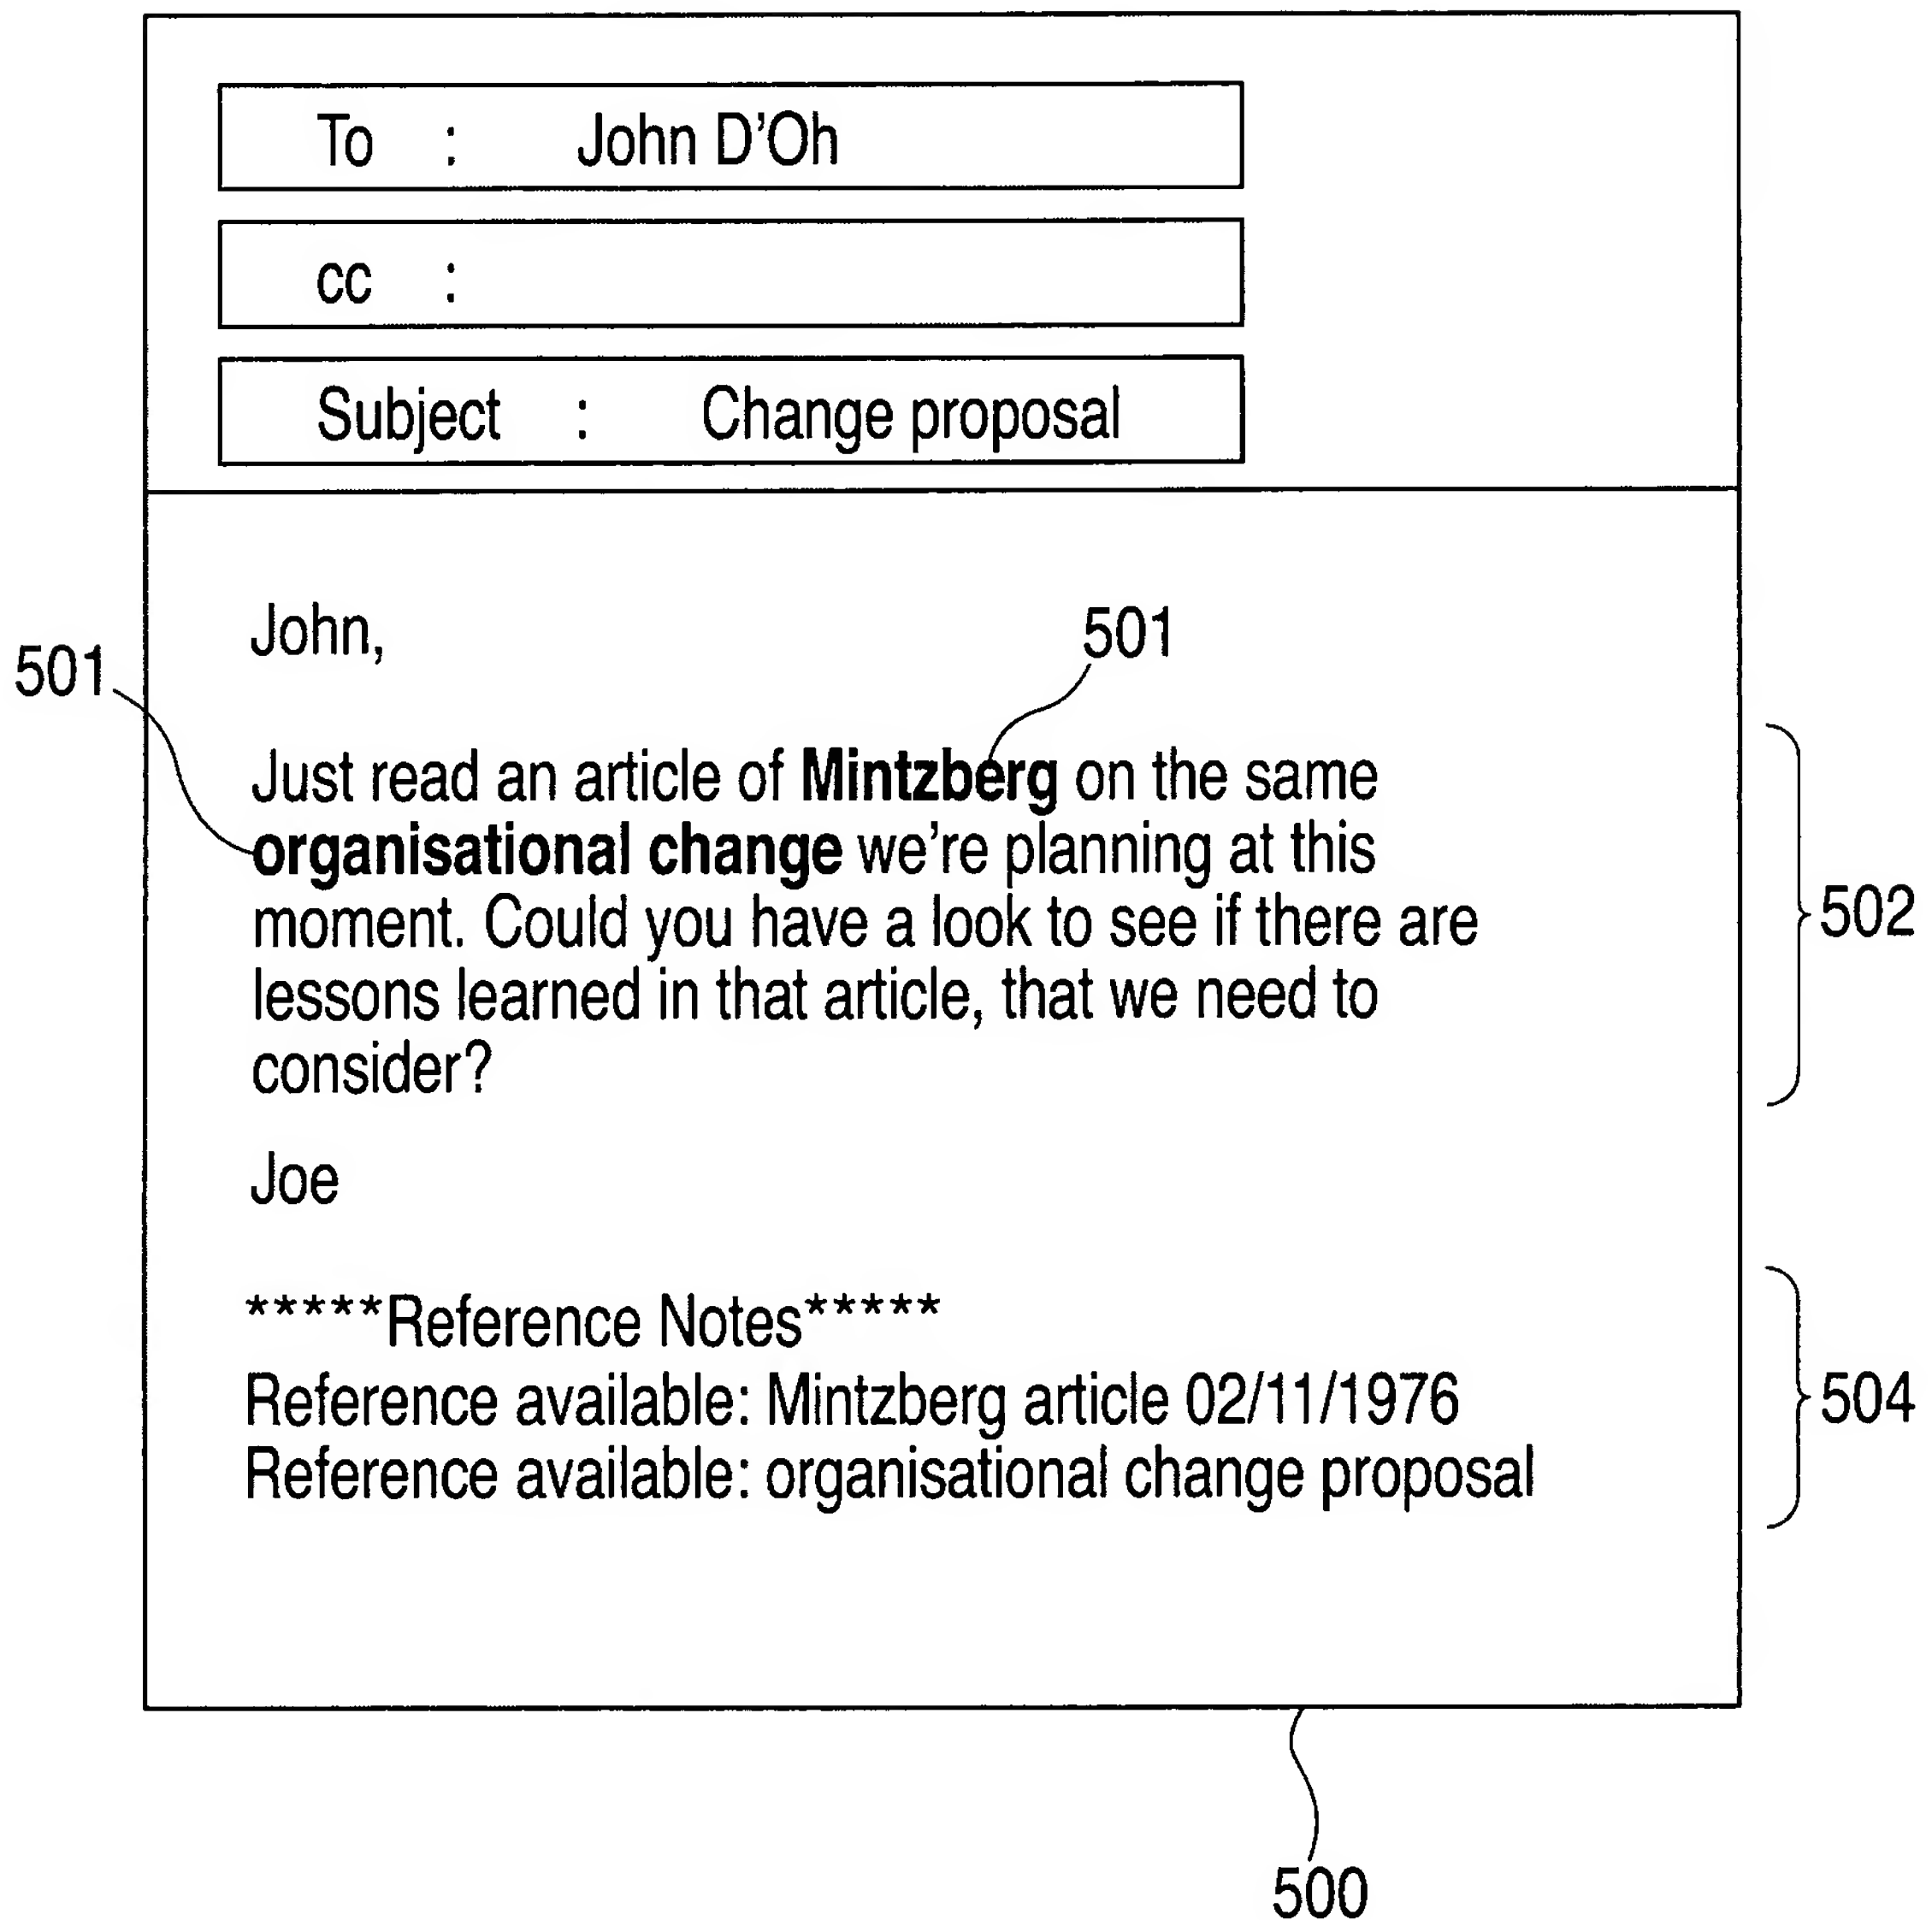 To : John D'Oh
cc :
Subject : Change proposal
John,
501
501
Just read an article of Mintzberg on the same
organisational change we're planning at this
moment. Could you have a look to see if there are
lessons learned in that article, that we need to
consider?
502
Joe
*****Reference Notes*****
Reference available: Mintzberg article 02/11/1976
Reference available: organisational change proposal
504
500